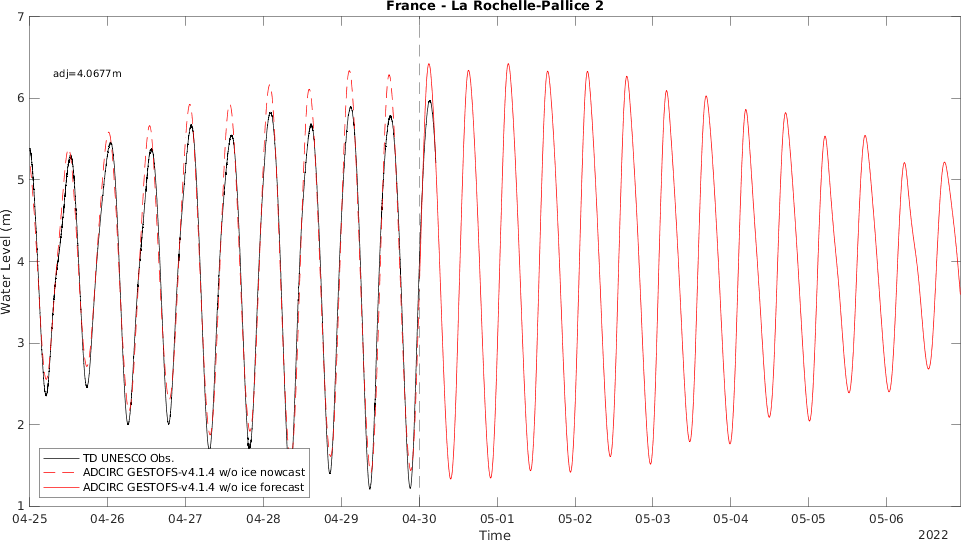 France - La Rochelle-Pallice 2
7
6
5
4
3
2
1
Water Level (m)
adj=4.0677m
TD UNESCO Obs.
ADCIRC GESTOFS-v4.1.4 w/o ice nowcast
ADCIRC GESTOFS-v4.1.4 w/o ice forecast
04-25 04-26 04-27 04-28 04-29 04-30 05-01 05-02 05-03 05-04 05-05 05-06
Time
2022